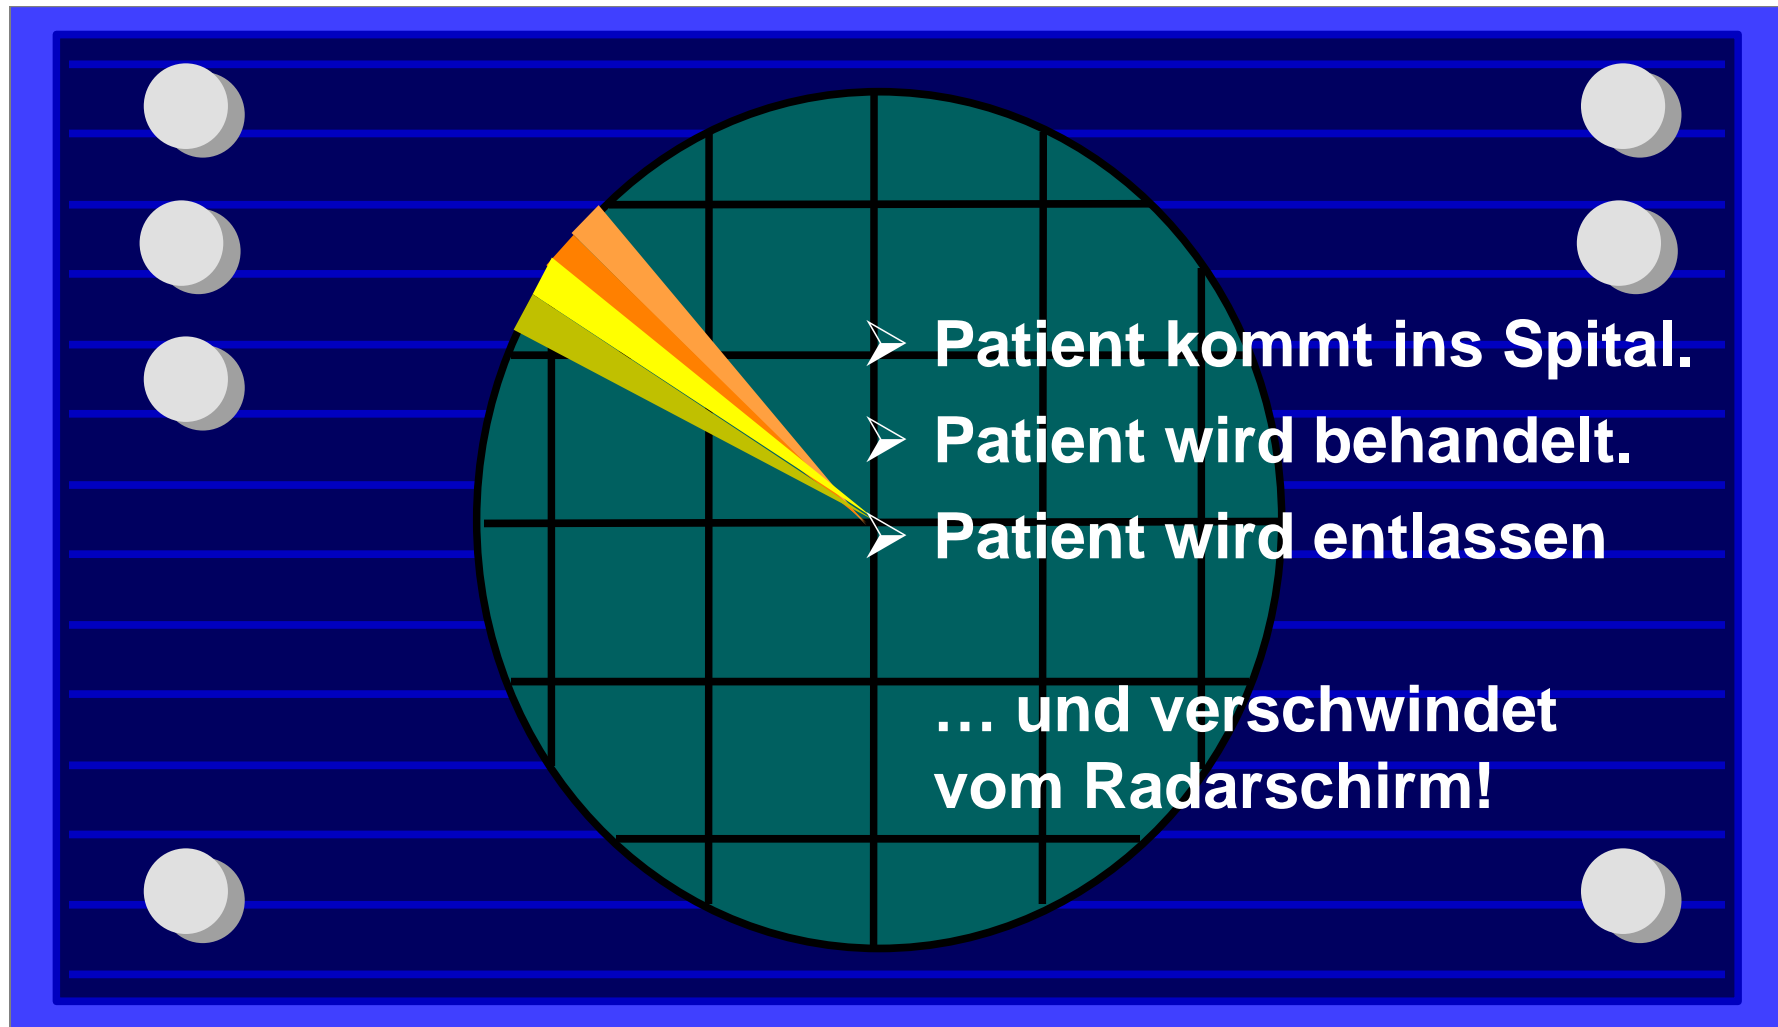 ➢ Patient kommt ins Spital.
➢ Patient wird behandelt.
➢ Patient wird entlassen
… und verschwindet
vom Radarschirm!